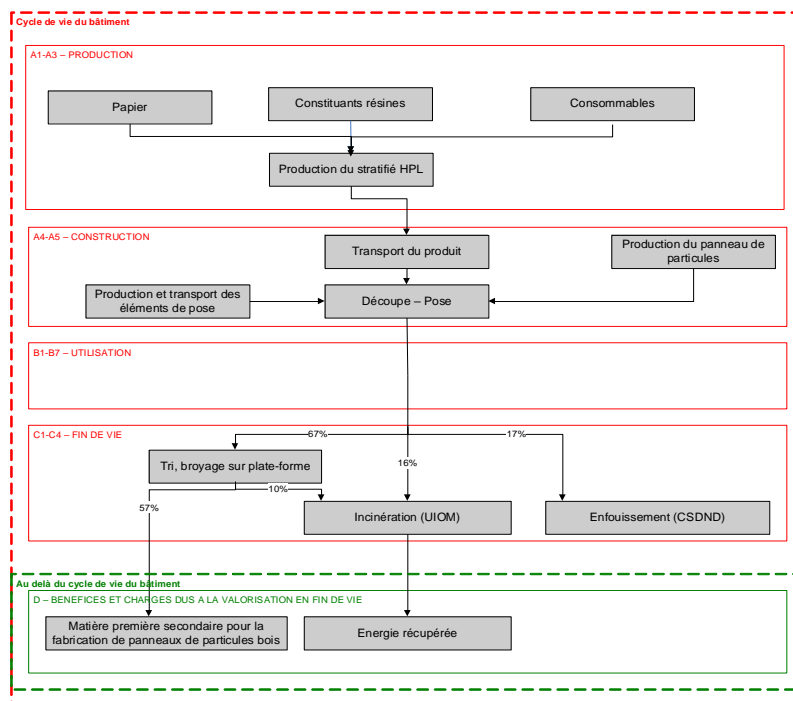 Cycle de vie du bâtiment
A1-A3 – PRODUCTION
Papier
Constituants résines
Consommables
Production du stratifié HPL
A4-A5 – CONSTRUCTION
Transport du produit
Production du panneau de
particules
Production et transport des
éléments de pose
Découpe – Pose
B1-B7 – UTILISATION
C1-C4 – FIN DE VIE
67%
17%
Tri, broyage sur plate-forme
16%
10%
57%
Incinération (UIOM)
Enfouissement (CSDND)
Au delà du cycle de vie du bâtiment
D – BENEFICES ET CHARGES DUS A LA VALORISATION EN FIN DE VIE
Matière première secondaire pour la
fabrication de panneaux de particules bois
Energie récupérée